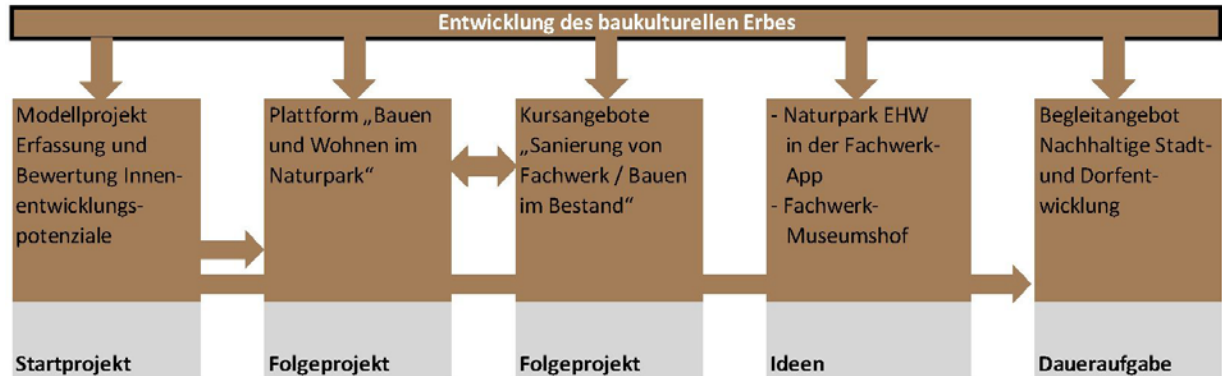 Entwicklung des baukulturellen Erbes
Modellprojekt
Erfassung und
Bewertung Innen-
entwicklungs-
potenziale
Startprojekt
Plattform „Bauen
und Wohnen im
Naturpark“
Folgeprojekt
Kursangebote
„Sanierung von
Fachwerk / Bauen
im Bestand“
Folgeprojekt
- Naturpark EHW
in der Fachwerk-
App
- Fachwerk-
Museumshof
Ideen
Begleitangebot
Nachhaltige Stadt-
und Dorfent-
wicklung
Daueraufgabe